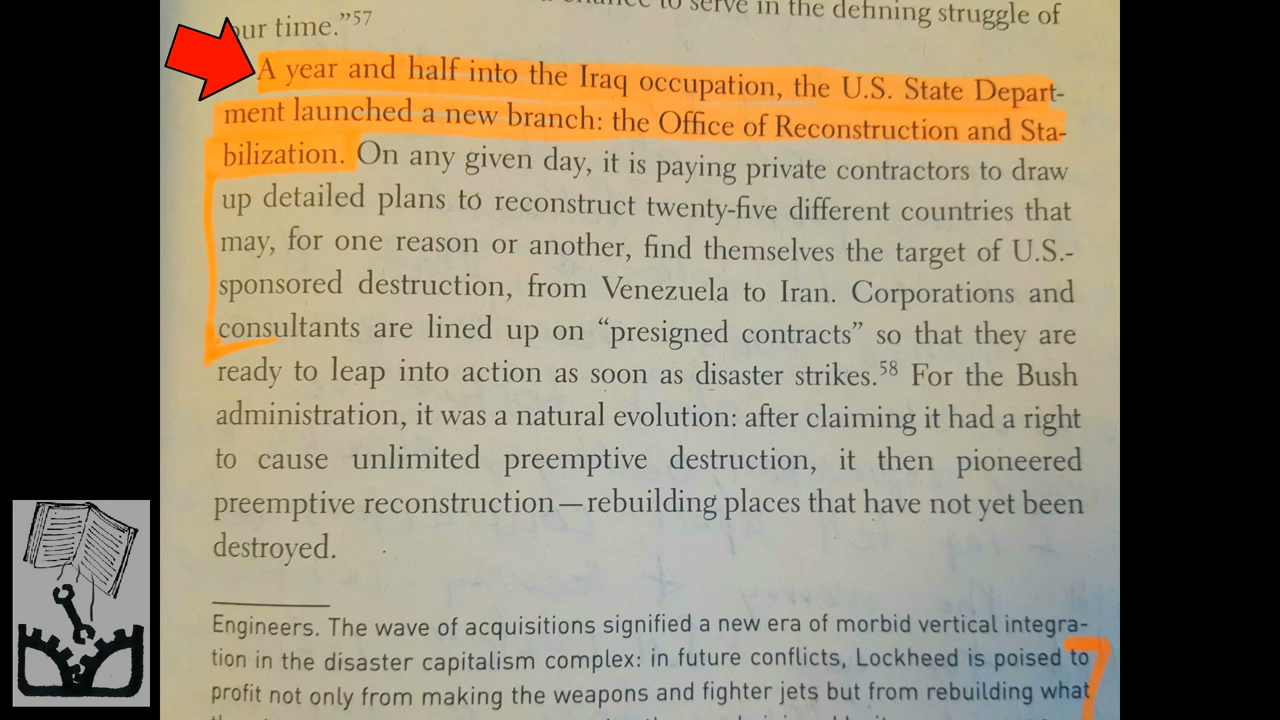 to serve in the defining struggle of
our time.”57
A year and half into the Iraq occupation, the U.S. State Depart-
ment launched a new branch: the Office of Reconstruction and Sta-
bilization. On any given day, it is paying private contractors to draw
up detailed plans to reconstruct twenty-five different countries that
may, for one reason or another, find themselves the target of U.S.-
sponsored destruction, from Venezuela to Iran. Corporations and
consultants are lined up on “presigned contracts” so that they are
ready to leap into action as soon as disaster strikes.58 For the Bush
administration, it was a natural evolution: after claiming it had a right
to cause unlimited preemptive destruction, it then pioneered
preemptive reconstruction—rebuilding places that have not yet been
destroyed.
Engineers. The wave of acquisitions signified a new era of morbid vertical integra-
tion in the disaster capitalism complex: in future conflicts, Lockheed is poised to
profit not only from making the weapons and fighter jets but from rebuilding what